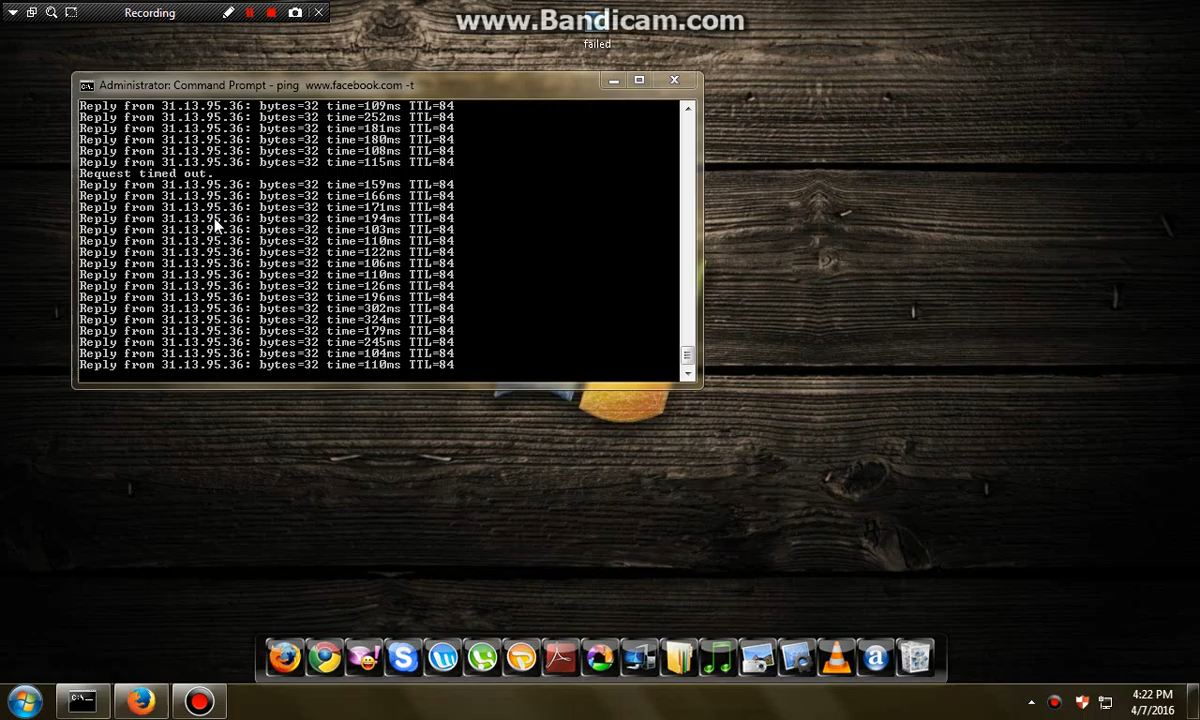 Recording
www.Bandicam.com
failed
Administrator: Command Prompt - ping  www.facebook.com -t
Reply from 31.13.95.36: bytes=32 time=109ms TTL=84
Reply from 31.13.95.36: bytes=32 time=252ms TTL=84
Reply from 31.13.95.36: bytes=32 time=181ms TTL=84
Reply from 31.13.95.36: bytes=32 time=180ms TTL=84
Reply from 31.13.95.36: bytes=32 time=108ms TTL=84
Reply from 31.13.95.36: bytes=32 time=115ms TTL=84
Request timed out.
Reply from 31.13.95.36: bytes=32 time=159ms TTL=84
Reply from 31.13.95.36: bytes=32 time=166ms TTL=84
Reply from 31.13.95.36: bytes=32 time=171ms TTL=84
Reply from 31.13.95.36: bytes=32 time=194ms TTL=84
Reply from 31.13.95.36: bytes=32 time=103ms TTL=84
Reply from 31.13.95.36: bytes=32 time=110ms TTL=84
Reply from 31.13.95.36: bytes=32 time=122ms TTL=84
Reply from 31.13.95.36: bytes=32 time=106ms TTL=84
Reply from 31.13.95.36: bytes=32 time=110ms TTL=84
Reply from 31.13.95.36: bytes=32 time=126ms TTL=84
Reply from 31.13.95.36: bytes=32 time=196ms TTL=84
Reply from 31.13.95.36: bytes=32 time=302ms TTL=84
Reply from 31.13.95.36: bytes=32 time=324ms TTL=84
Reply from 31.13.95.36: bytes=32 time=179ms TTL=84
Reply from 31.13.95.36: bytes=32 time=245ms TTL=84
Reply from 31.13.95.36: bytes=32 time=104ms TTL=84
Reply from 31.13.95.36: bytes=32 time=110ms TTL=84
4:22 PM
4/7/2016